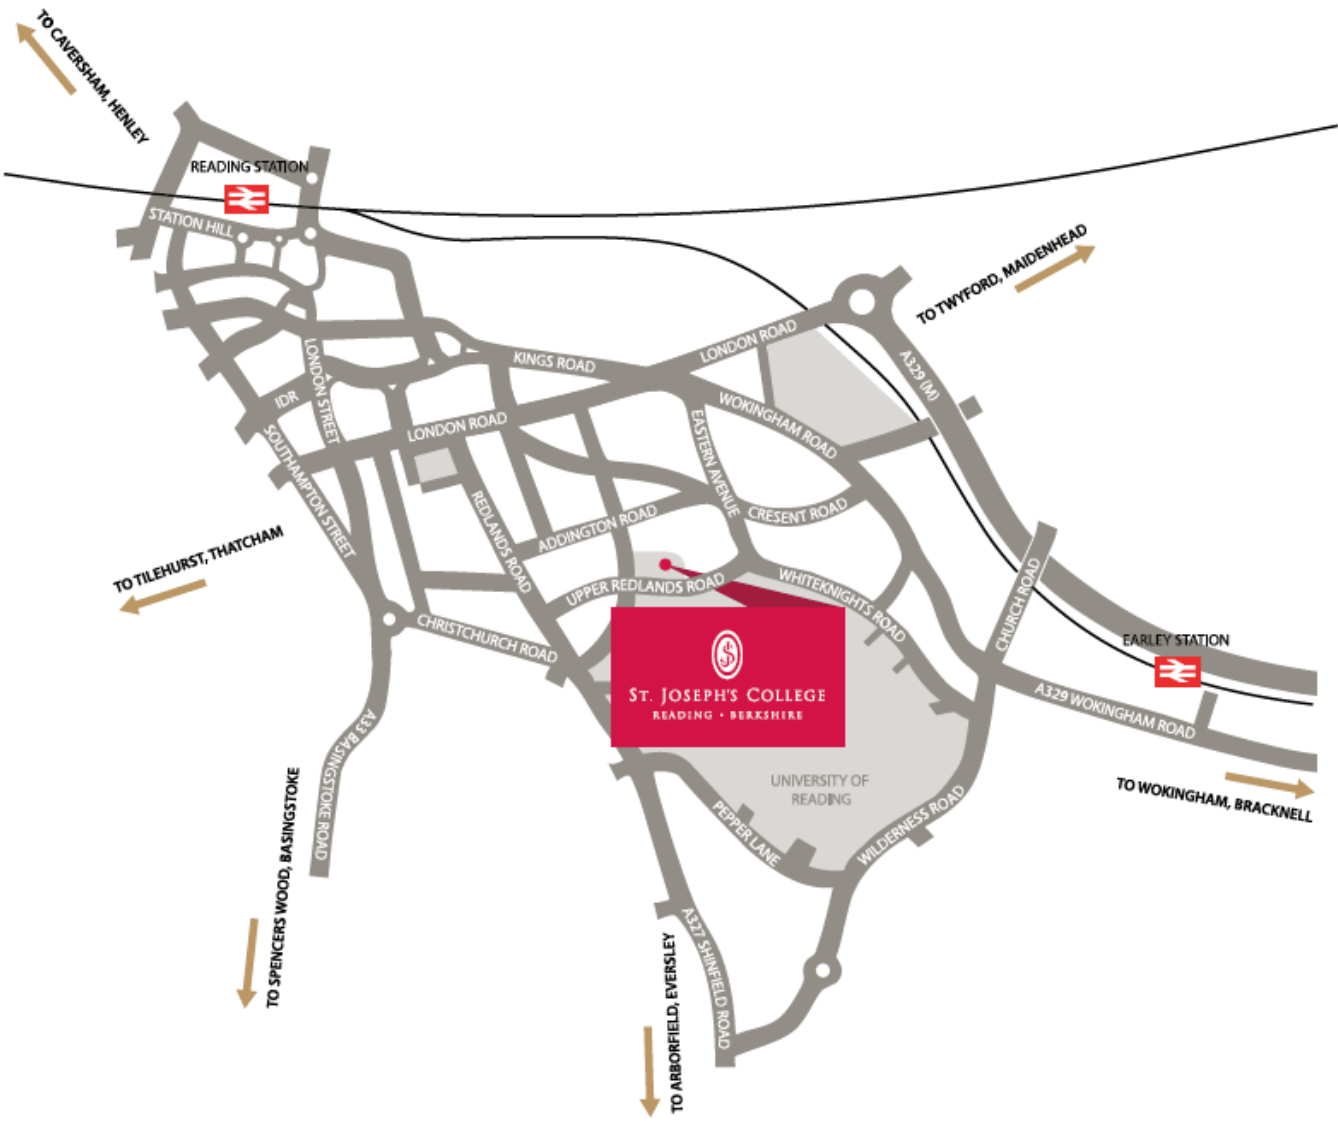 TO CAVERSHAM, HENLEY
READING STATION
STATION HILL
TO TWYFORD, MAIDENHEAD
LONDON ROAD
KINGS ROAD
A329 (M)
LONDON STREET
IDR
WOKINGHAM ROAD
LONDON ROAD
EASTERN AVENUE
SOUTHAMPTON STREET
REDLANDS ROAD
CRESENT ROAD
ADDINGTON ROAD
TO TILEHURST, THATCHAM
UPPER REDLANDS ROAD
WHITEKNIGHTS ROAD
CHURCH ROAD
CHRISTCHURCH ROAD
EARLEY STATION
ST. JOSEPH'S COLLEGE
READING • BERKSHIRE
A329 WOKINGHAM ROAD
A33 BASINGSTOKE ROAD
UNIVERSITY OF
READING
TO WOKINGHAM, BRACKNELL
PEPPER LANE
WILDERNESS ROAD
TO SPENCERS WOOD, BASINGSTOKE
A327 SHINFIELD ROAD
TO ARBORFIELD, EVERSLEY